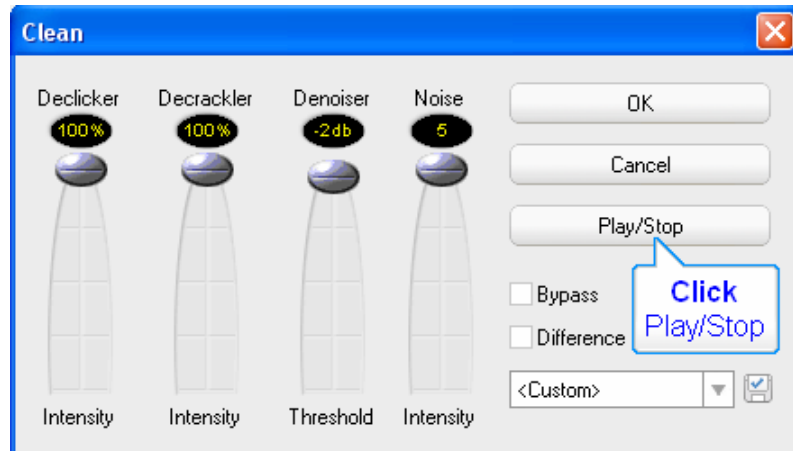 Clean
Declicker Decrackler Denoiser Noise
100% 100% -2db 5
OK
Cancel
Play/Stop
Bypass
Difference
Click
Play/Stop
<Custom>
Intensity Intensity Threshold Intensity